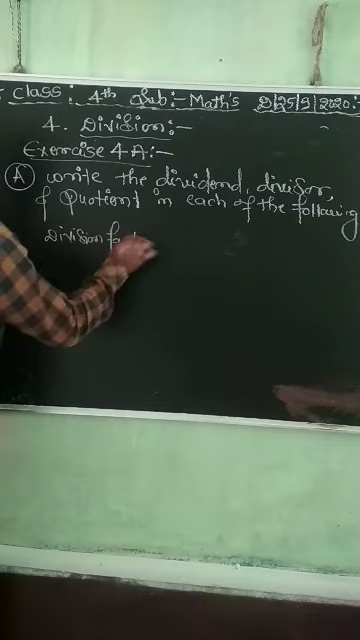 Class: 4th Sub:- Math's D/25/9/2020:-
4. Division:-
Exercise 4A:-
(A) write the dividend, divisor,
& Quotient in each of the following
Division fa